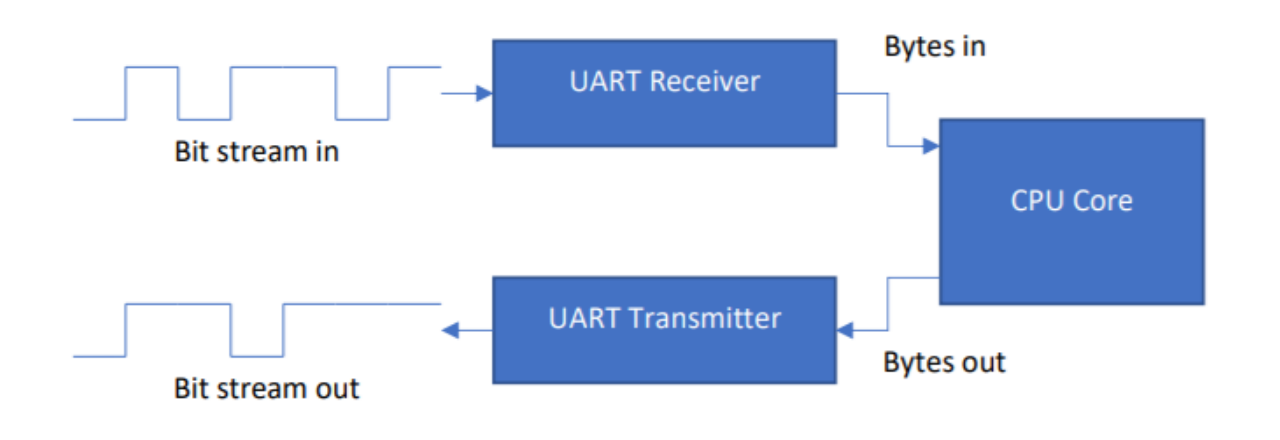 Bytes in
UART Receiver
Bit stream in
CPU Core
UART Transmitter
Bytes out
Bit stream out